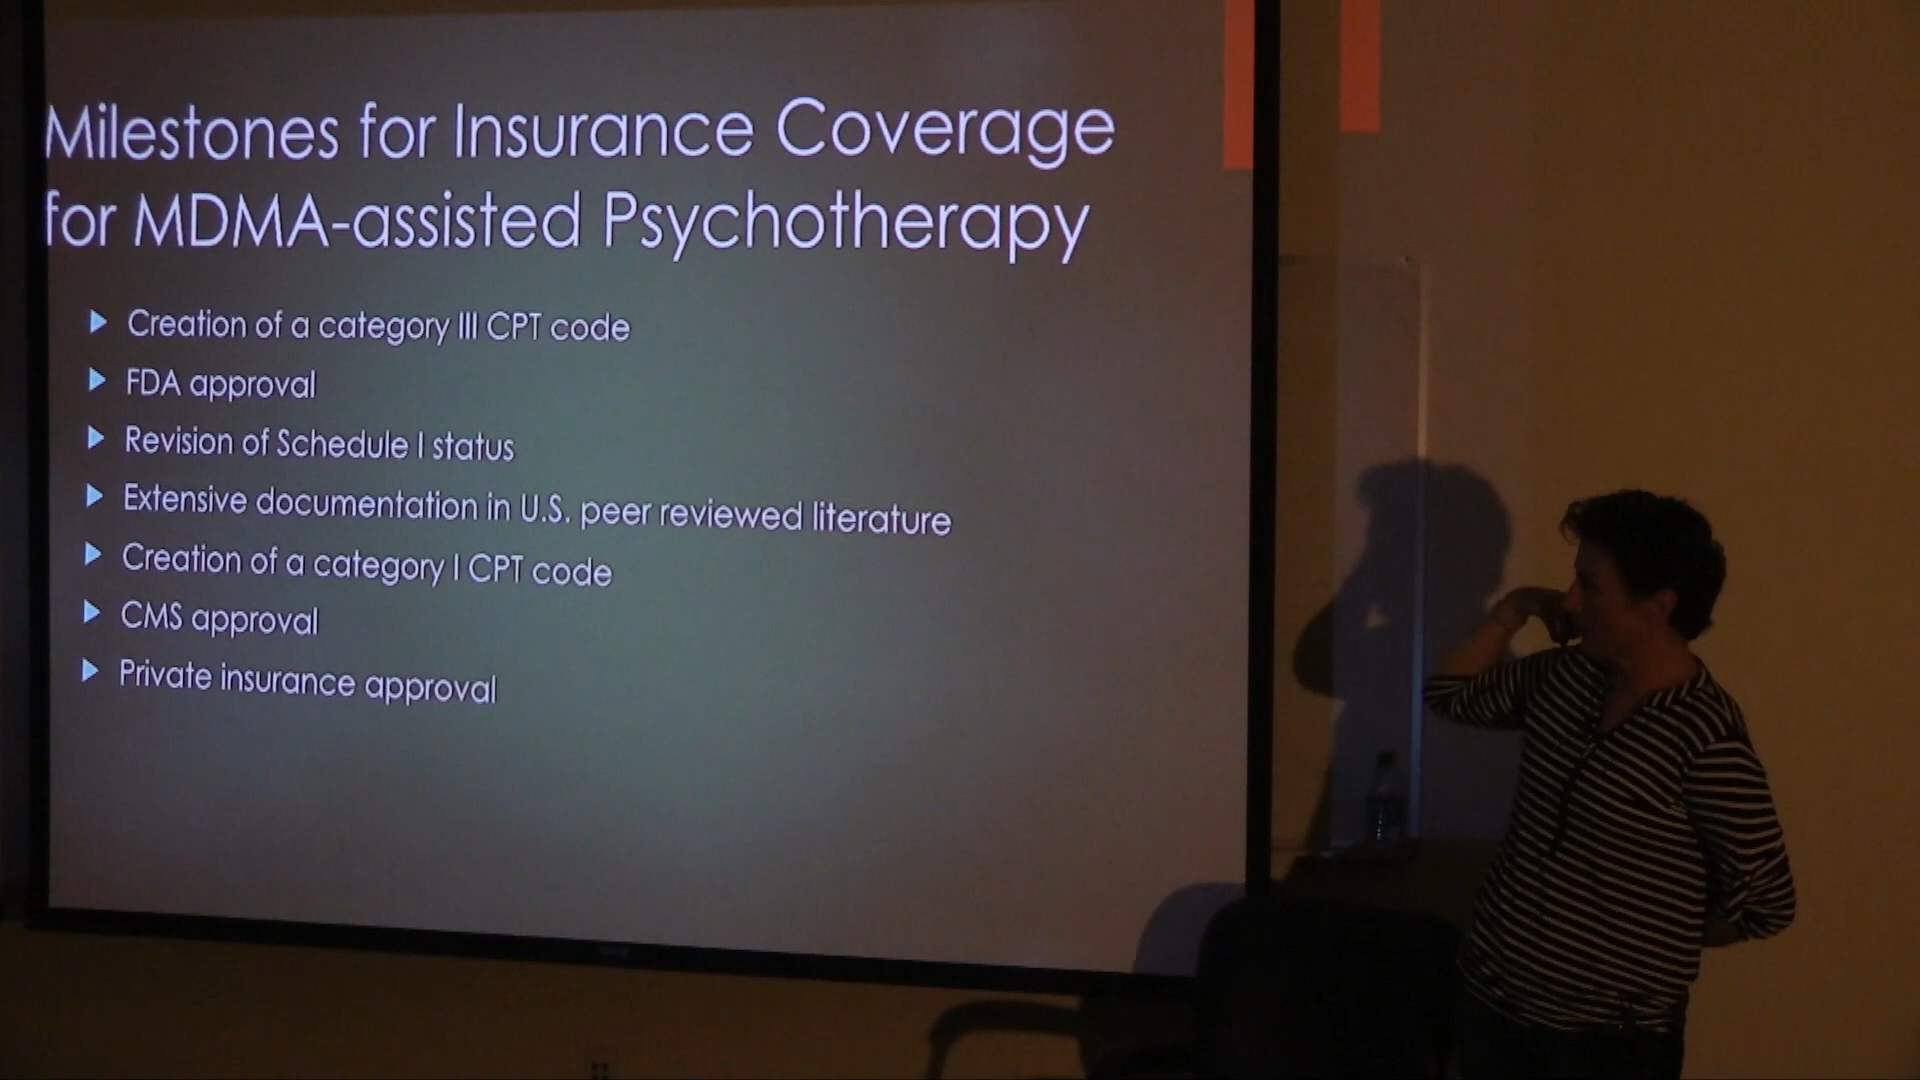 Milestones for Insurance Coverage
for MDMA-assisted Psychotherapy
Creation of a category III CPT code
FDA approval
Revision of Schedule I status
Extensive documentation in U.S. peer reviewed literature
Creation of a category I CPT code
CMS approval
Private insurance approval